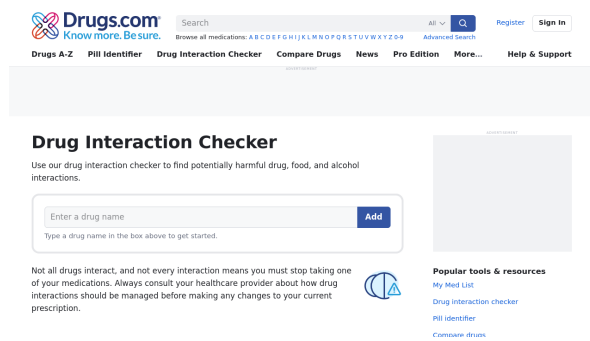 Drugs.com
Know more. Be sure.
Search
All
Register
Sign In
Browse all medications: A B C D E F G H I J K L M N O P Q R S T U V W X Y Z 0-9
Advanced Search
Drugs A-Z
Pill Identifier
Drug Interaction Checker
Compare Drugs
News
Pro Edition
More...
Help & Support
ADVERTISEMENT
Drug Interaction Checker
Use our drug interaction checker to find potentially harmful drug, food, and alcohol
interactions.
Enter a drug name
Add
Type a drug name in the box above to get started.
Not all drugs interact, and not every interaction means you must stop taking one
of your medications. Always consult your healthcare provider about how drug
interactions should be managed before making any changes to your current
prescription.
ADVERTISEMENT
Popular tools & resources
My Med List
Drug interaction checker
Pill identifier
Compare drugs